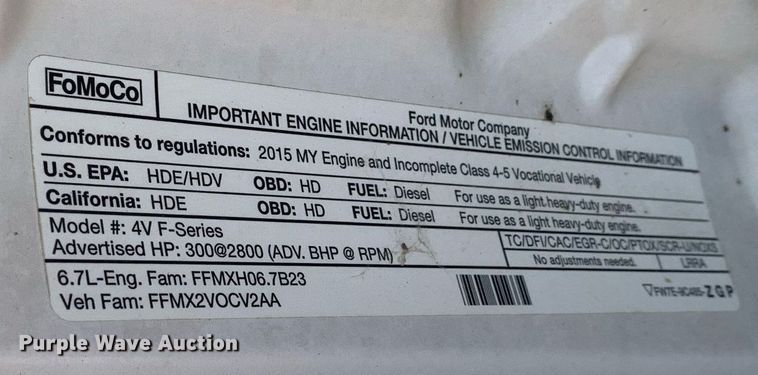 FoMoCo
Ford Motor Company
IMPORTANT ENGINE INFORMATION / VEHICLE EMISSION CONTROL INFORMATION
Conforms to regulations: 2015 MY Engine and Incomplete Class 4-5 Vocational Vehicle
U.S. EPA: HDE/HDV OBD: HD FUEL: Diesel For use as a light heavy-duty engine.
California: HDE OBD: HD FUEL: Diesel For use as a light heavy-duty engine.
Model #: 4V F-Series
Advertised HP: 300@2800 (ADV. BHP @ RPM)
TC/DFI/CAC/EGR-C/OC/PTOX/SCR-U/NOXS
No adjustments needed.
6.7L-Eng. Fam: FFMXH06.7B23
Veh Fam: FFMX2VOCV2AA
ZGP
Purple Wave Auction